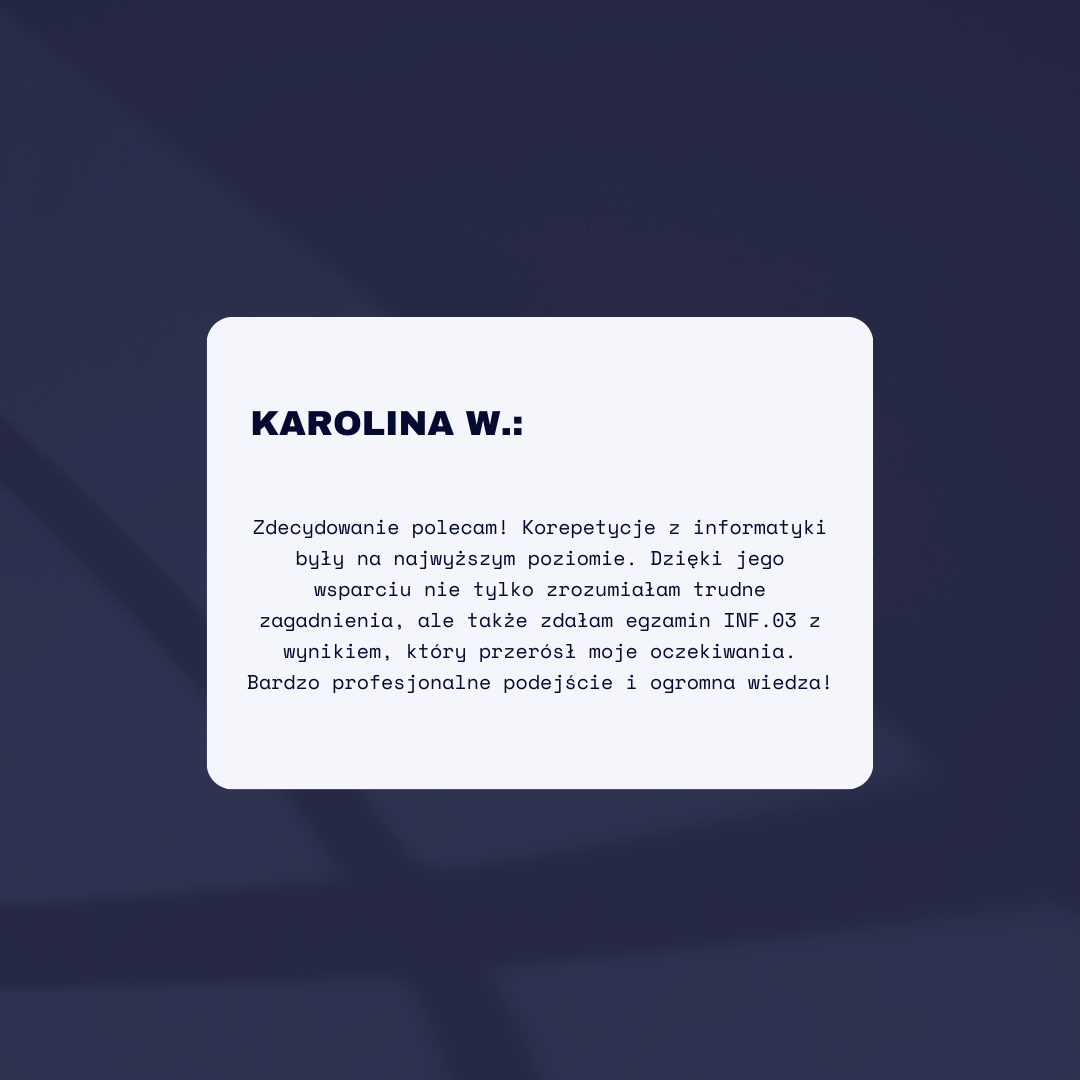 KAROLINA W.:
Zdecydowanie polecam! Korepetycje z informatyki
były na najwyższym poziomie. Dzięki jego
wsparciu nie tylko zrozumiałam trudne
zagadnienia, ale także zdałam egzamin INF.03 z
wynikiem, który przerósł moje oczekiwania.
Bardzo profesjonalne podejście i ogromna wiedza!